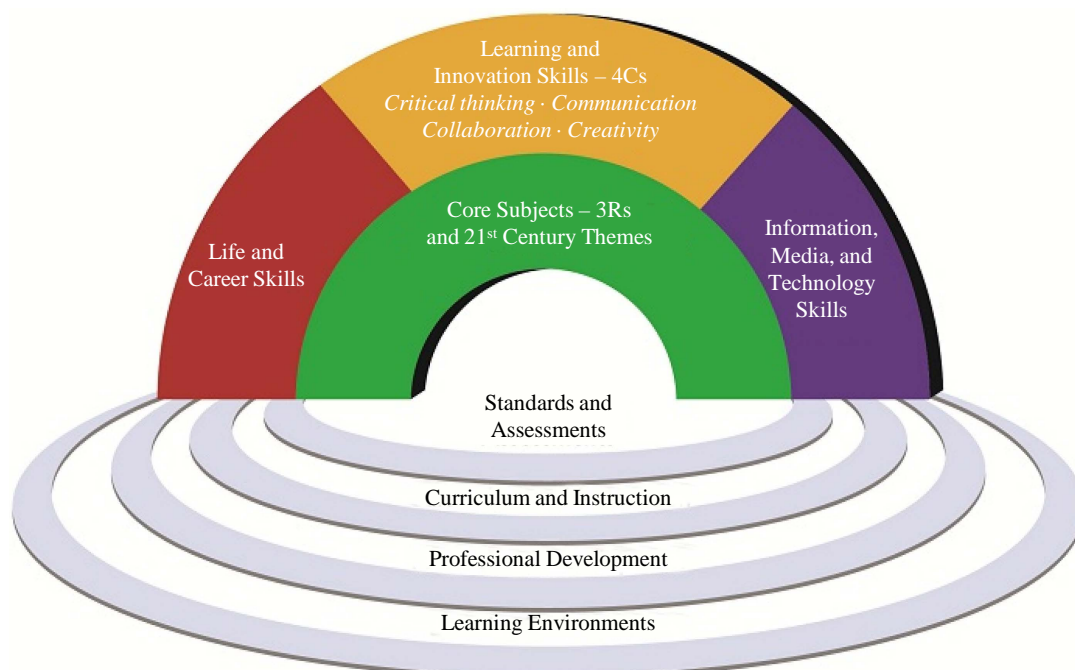 Learning and
Innovation Skills – 4Cs
Critical thinking · Communication
Collaboration · Creativity
Core Subjects – 3Rs
and 21st Century Themes
Life and
Career Skills
Information,
Media, and
Technology
Skills
Standards and
Assessments
Curriculum and Instruction
Professional Development
Learning Environments